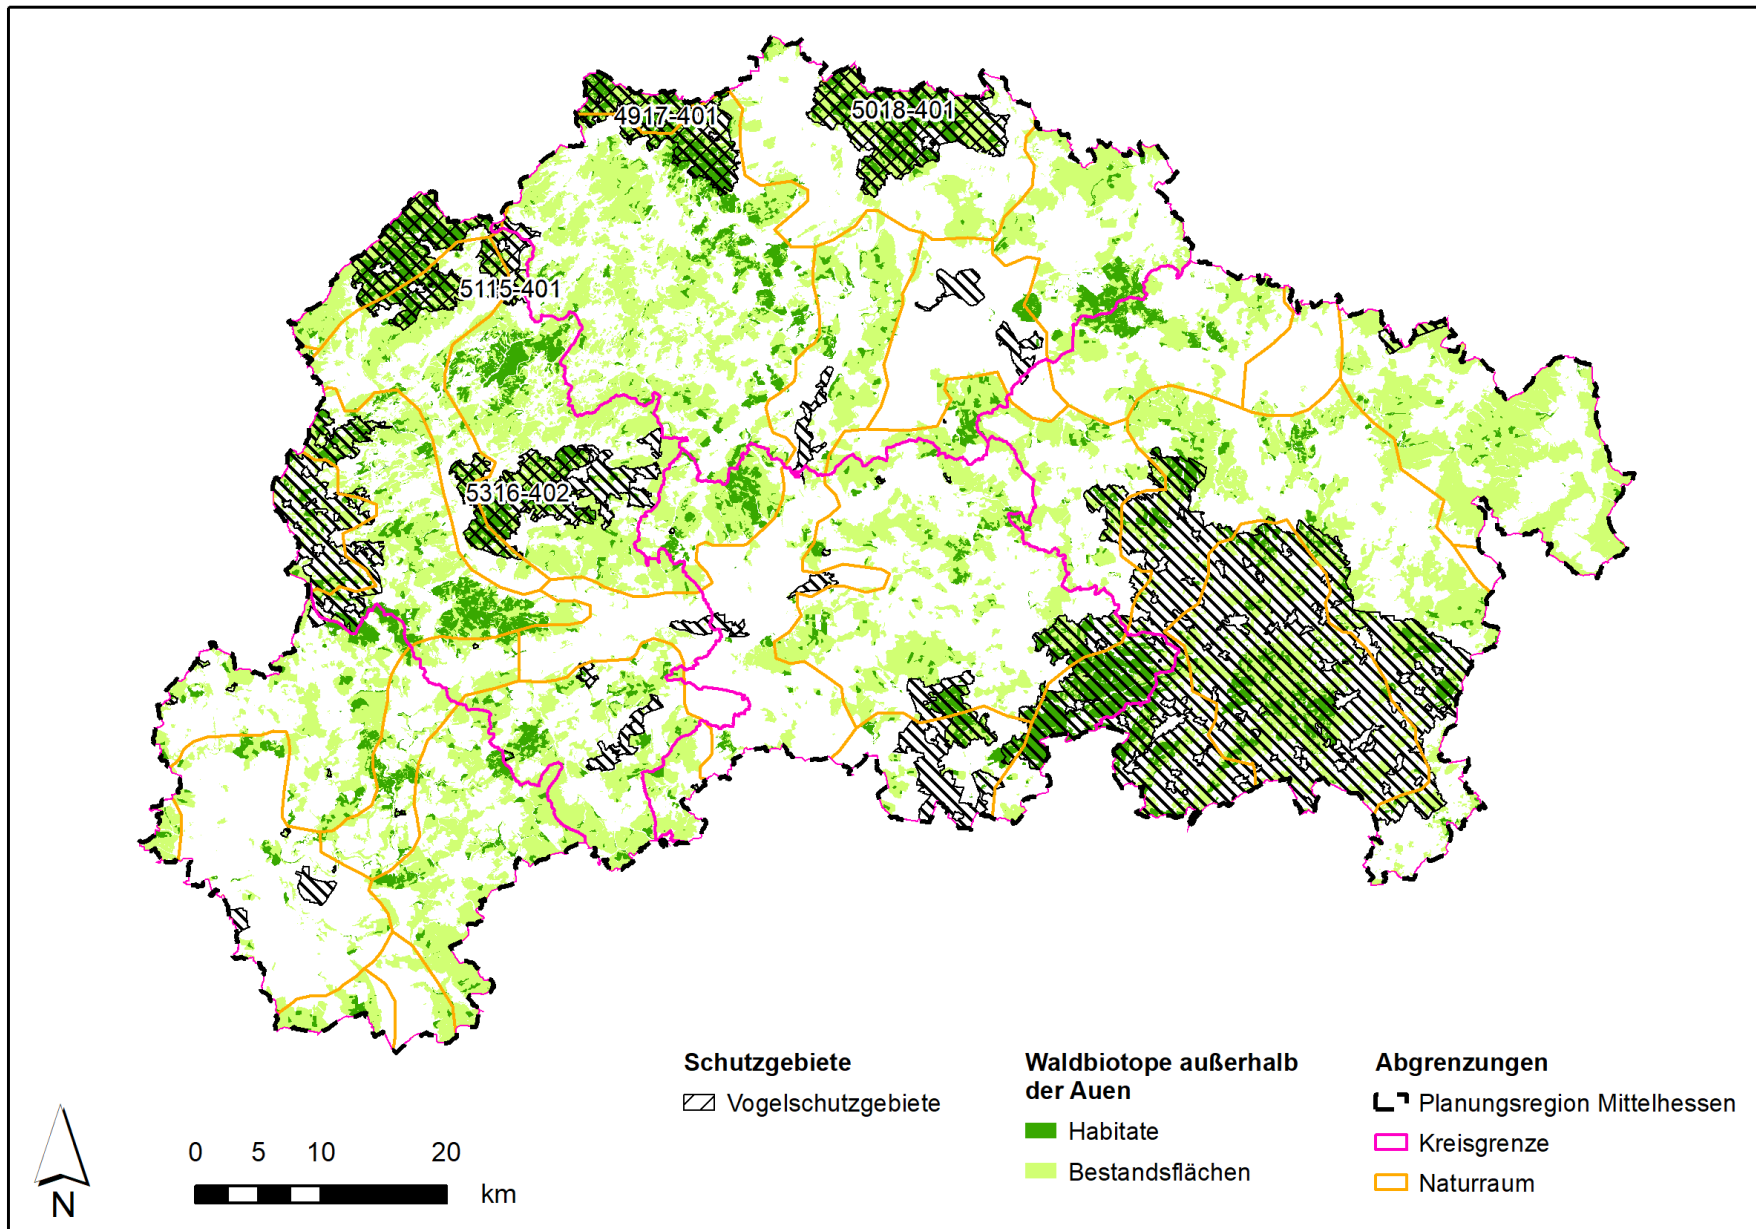 4917-401
5018-401
5115-401
5316-402
Schutzgebiete
Vogelschutzgebiete
Waldbiotope außerhalb
der Auen
Habitate
Bestandsflächen
Abgrenzungen
Planungsregion Mittelhessen
Kreisgrenze
Naturraum
N
0 5 10 20
km